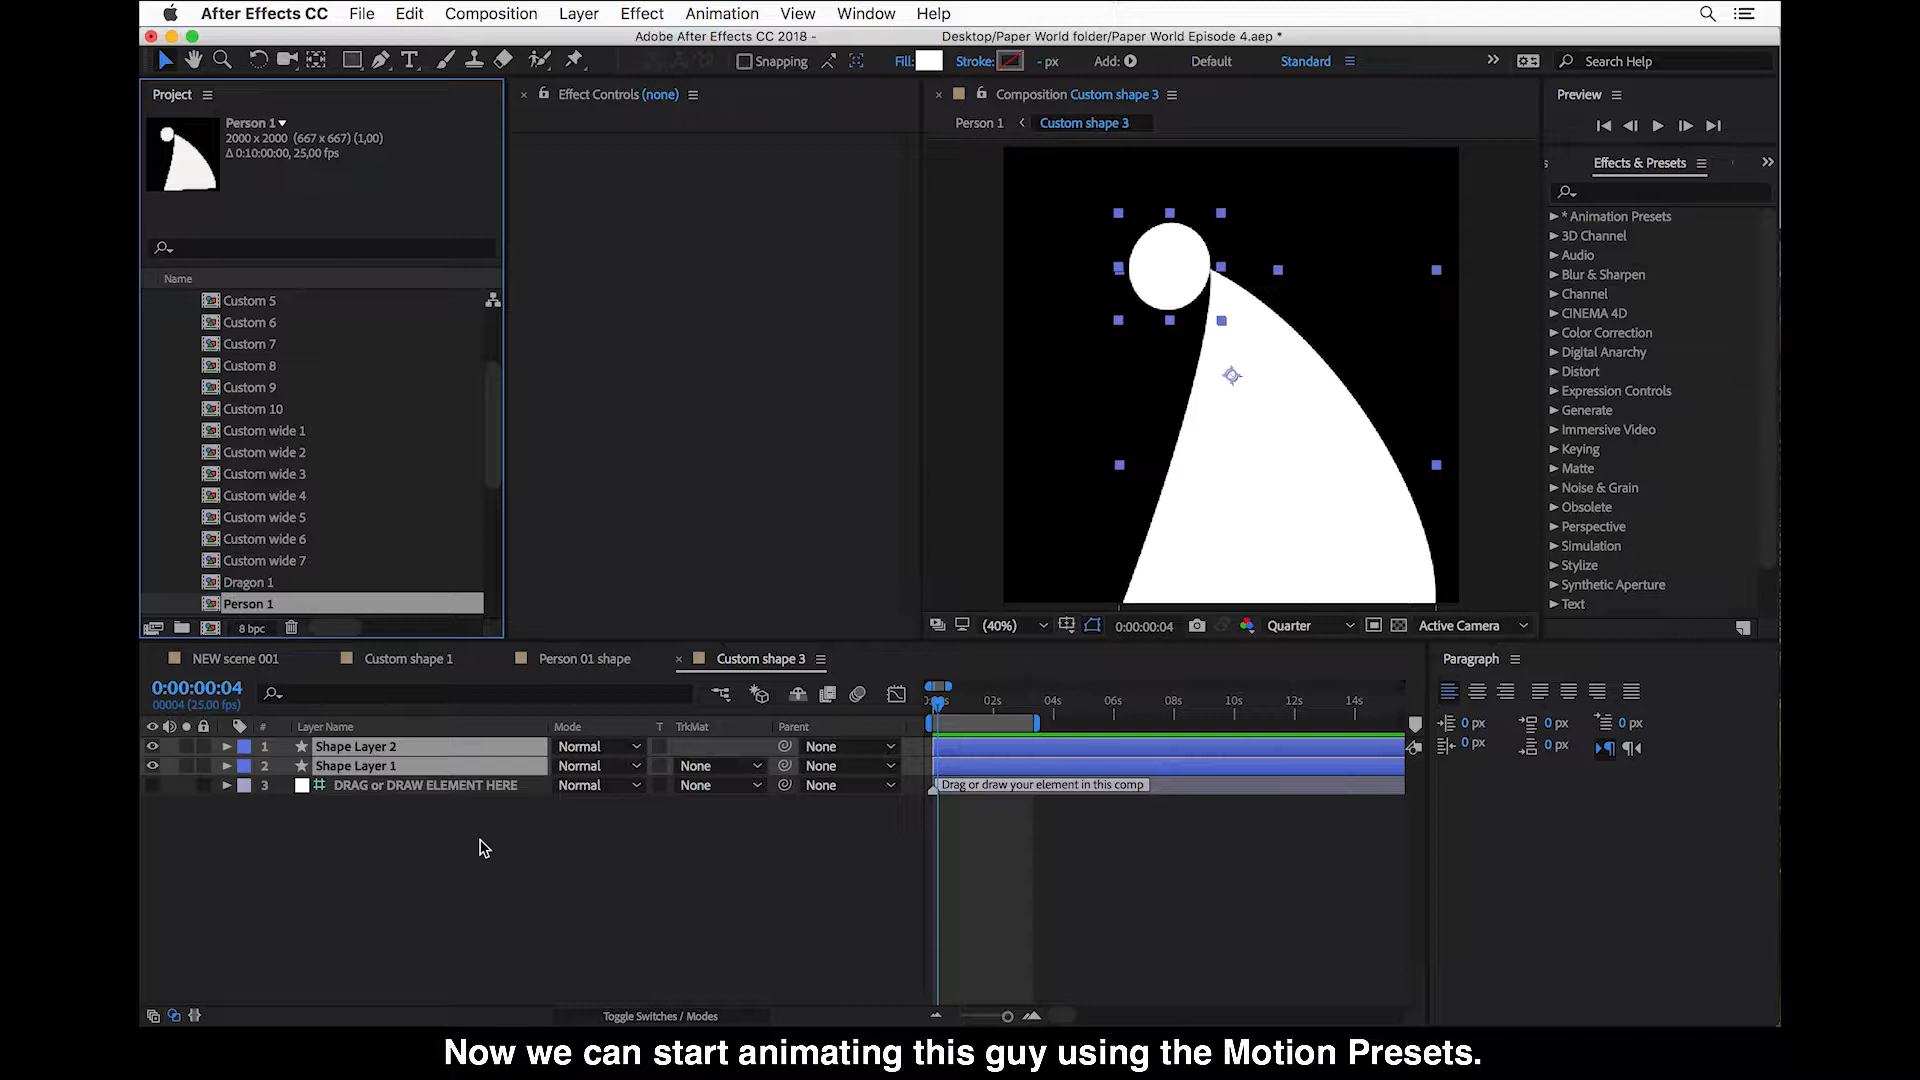 After Effects CC File Edit Composition Layer Effect Animation View Window Help
Adobe After Effects CC 2018 - Desktop/Paper World folder/Paper World Episode 4.aep *
Snapping Fill: Stroke: - px Add: Default Standard Search Help
Project
Person 1
2000 x 2000 (667 x 667) (1,00)
Δ 0:10:00:00, 25,00 fps
Name
Custom 5
Custom 6
Custom 7
Custom 8
Custom 9
Custom 10
Custom wide 1
Custom wide 2
Custom wide 3
Custom wide 4
Custom wide 5
Custom wide 6
Custom wide 7
Dragon 1
Person 1
8 bpc
Effect Controls (none)
Composition Custom shape 3
Person 1 Custom shape 3
(40%) 0:00:00:04 Quarter Active Camera
Preview
Effects & Presets
* Animation Presets
3D Channel
Audio
Blur & Sharpen
Channel
CINEMA 4D
Color Correction
Digital Anarchy
Distort
Expression Controls
Generate
Immersive Video
Keying
Matte
Noise & Grain
Obsolete
Perspective
Simulation
Stylize
Synthetic Aperture
Text
NEW scene 001 Custom shape 1 Person 01 shape Custom shape 3
0:00:00:04
00004 (25.00 fps)
02s 04s 06s 08s 10s 12s 14s
# Layer Name Mode T TrkMat Parent
1 Shape Layer 2 Normal None
2 Shape Layer 1 Normal None None
3 DRAG or DRAW ELEMENT HERE Normal None None
Drag or draw your element in this comp
Toggle Switches / Modes
Paragraph
0 px 0 px 0 px
0 px 0 px
Now we can start animating this guy using the Motion Presets.